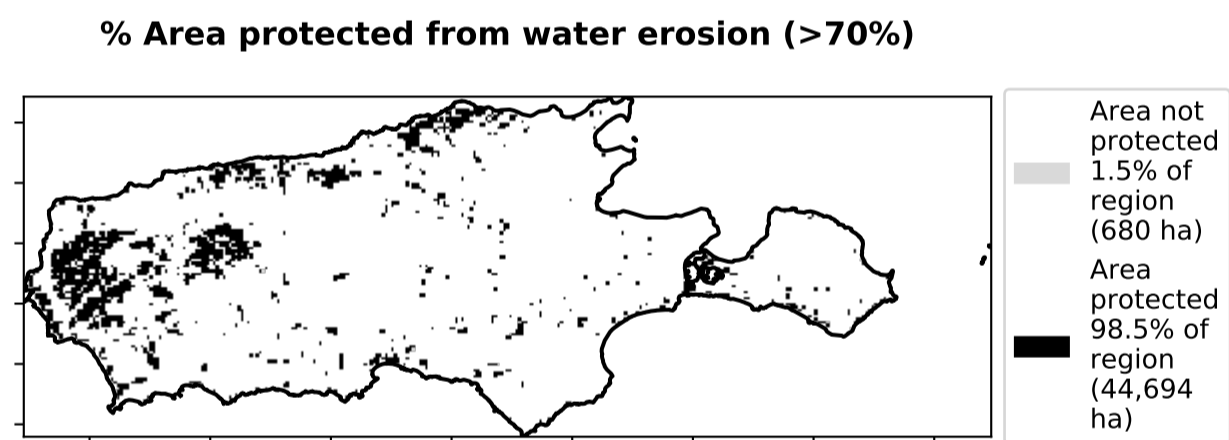 % Area protected from water erosion (>70%)
Area not
protected
1.5% of
region
(680 ha)
Area
protected
98.5% of
region
(44,694
ha)